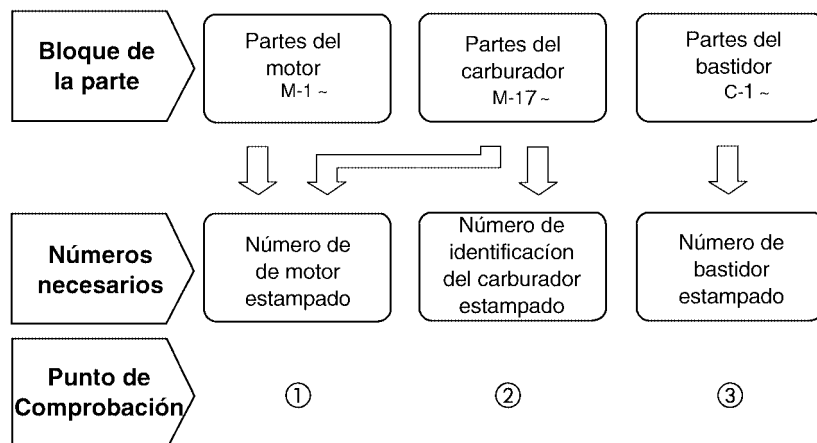 Bloque de
la parte
Partes del
motor
M-1 ~
Partes del
carburador
M-17 ~
Partes del
bastidor
C-1 ~
Números
necesarios
Número de
de motor
estampado
Número de
identificacíon
del carburador
estampado
Número de
bastidor
estampado
Punto de
Comprobación
①
②
③